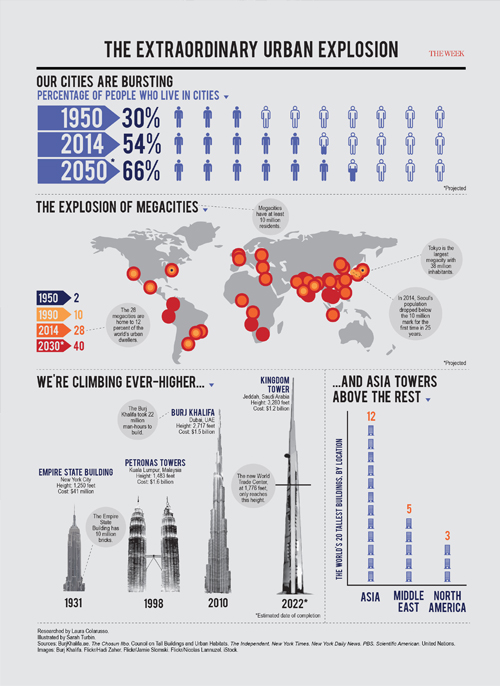 THE EXTRAORDINARY URBAN EXPLOSION
THE WEEK
OUR CITIES ARE BURSTING
PERCENTAGE OF PEOPLE WHO LIVE IN CITIES
1950 30%
2014 54%
2050* 66%
*Projected
THE EXPLOSION OF MEGACITIES
Megacities
have at least
10 million
residents.
Tokyo is the
largest
megacity with
38 million
inhabitants.
1950 2
1990 10
2014 28
2030* 40
The 28
megacities are
home to 12
percent of the
world's urban
dwellers.
In 2014, Seoul's
population
dropped below
the 10 million
mark for the
first time in 25
years.
*Projected
WE'RE CLIMBING EVER-HIGHER...
EMPIRE STATE BUILDING
New York City
Height: 1,250 feet
Cost: $41 million
The Empire
State
Building has
10 million
bricks.
1931
PETRONAS TOWERS
Kuala Lumpur, Malaysia
Height: 1,483 feet
Cost: $1.6 billion
1998
The Burj
Khalifa took 22
million
man-hours to
build.
BURJ KHALIFA
Dubai, UAE
Height: 2,717 feet
Cost: $1.5 billion
2010
KINGDOM
TOWER
Jeddah, Saudi Arabia
Height: 3,280 feet
Cost: $1.2 billion
The new World
Trade Center,
at 1,776 feet,
only reaches
this height.
2022*
*Estimated date of completion
...AND ASIA TOWERS
ABOVE THE REST
THE WORLD'S 20 TALLEST BUILDINGS, BY LOCATION
12
5
3
ASIA
MIDDLE
EAST
NORTH
AMERICA
Researched by Laura Colarusso.
Illustrated by Sarah Turbin.
Sources: BurjKhalifa.ae. The Chosun Ilbo. Council on Tall Buildings and Urban Habitats. The Independent. New York Times. New York Daily News. PBS. Scientific American. United Nations.
Images: Burj Khalifa. Flickr/Hadi Zaher. Flickr/Jamie Slomski. Flickr/Nicolas Lannuzel. iStock.